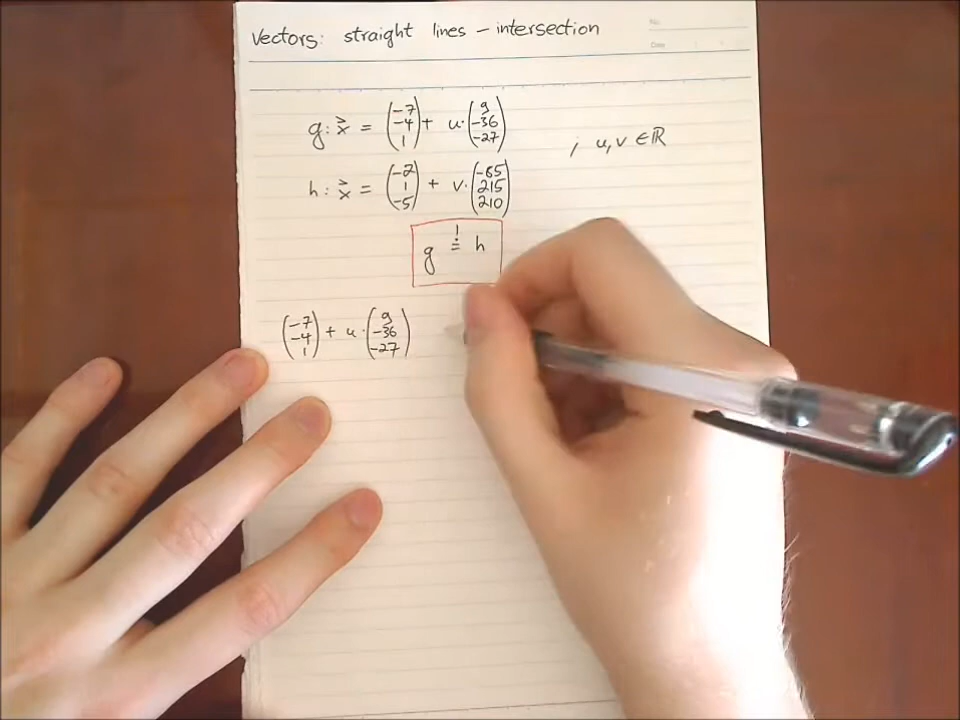 Vectors: straight lines – intersection
No.
Date
g: x⃗ = (−7 −4 1) + u· (9 −36 −27)
; u, v ∈ ℝ
h: x⃗ = (−2 1 −5) + v· (−65 215 210)
g ≟ h
(−7 −4 1) + u· (9 −36 −27)